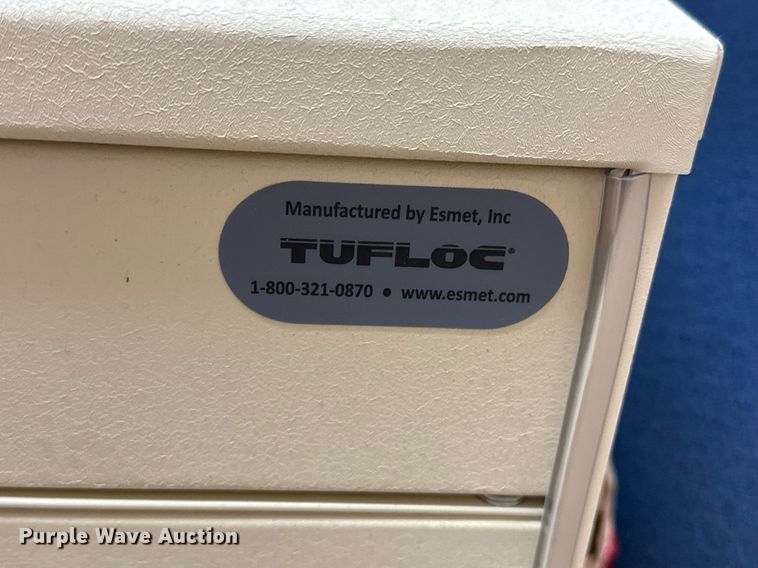 Manufactured by Esmet, Inc
TUFLOC®
1-800-321-0870 • www.esmet.com
Purple Wave Auction